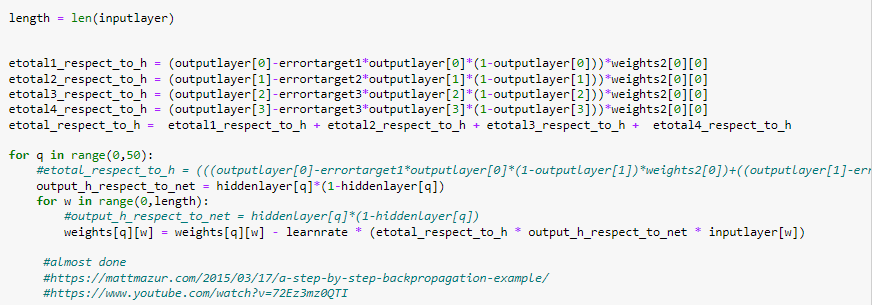 length = len(inputlayer)
etotal1_respect_to_h = (outputlayer[0]-errortarget1*outputlayer[0]*(1-outputlayer[0]))*weights2[0][0]
etotal2_respect_to_h = (outputlayer[1]-errortarget2*outputlayer[1]*(1-outputlayer[1]))*weights2[0][0]
etotal3_respect_to_h = (outputlayer[2]-errortarget3*outputlayer[2]*(1-outputlayer[2]))*weights2[0][0]
etotal4_respect_to_h = (outputlayer[3]-errortarget3*outputlayer[3]*(1-outputlayer[3]))*weights2[0][0]
etotal_respect_to_h =  etotal1_respect_to_h + etotal2_respect_to_h + etotal3_respect_to_h +  etotal4_respect_to_h
for q in range(0,50):
#etotal_respect_to_h = (((outputlayer[0]-errortarget1*outputlayer[0]*(1-outputlayer[1])*weights2[0])+((outputlayer[1]-err
output_h_respect_to_net = hiddenlayer[q]*(1-hiddenlayer[q])
for w in range(0,length):
#output_h_respect_to_net = hiddenlayer[q]*(1-hiddenlayer[q])
weights[q][w] = weights[q][w] - learnrate * (etotal_respect_to_h * output_h_respect_to_net * inputlayer[w])
#almost done
#https://mattmazur.com/2015/03/17/a-step-by-step-backpropagation-example/
#https://www.youtube.com/watch?v=72Ez3mz0QTI